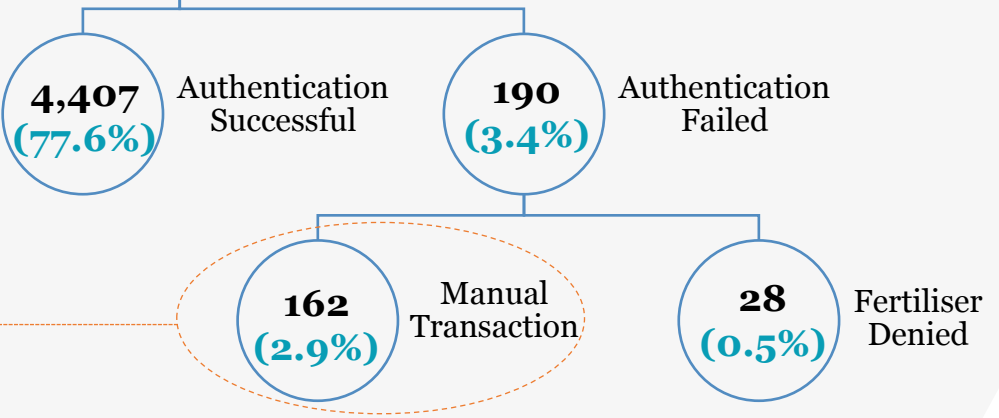 4,407
(77.6%)
Authentication
Successful
190
(3.4%)
Authentication
Failed
162
(2.9%)
Manual
Transaction
28
(0.5%)
Fertiliser
Denied